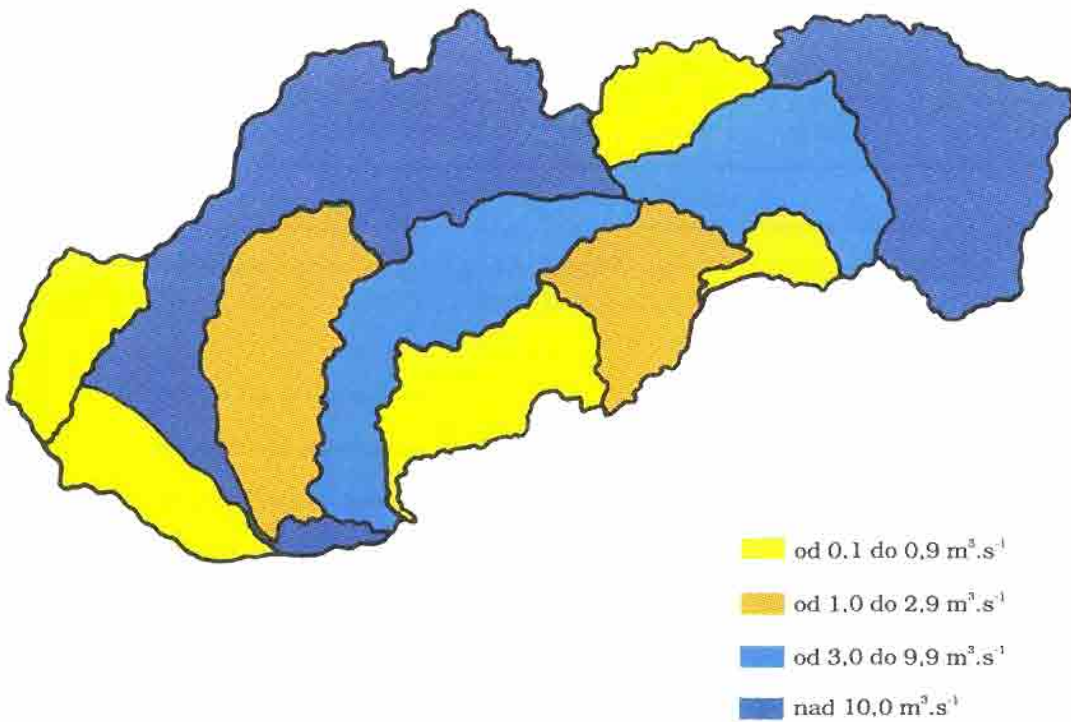 od 0,1 do 0,9 m³.s⁻¹
od 1,0 do 2,9 m³.s⁻¹
od 3,0 do 9,9 m³.s⁻¹
nad 10,0 m³.s⁻¹